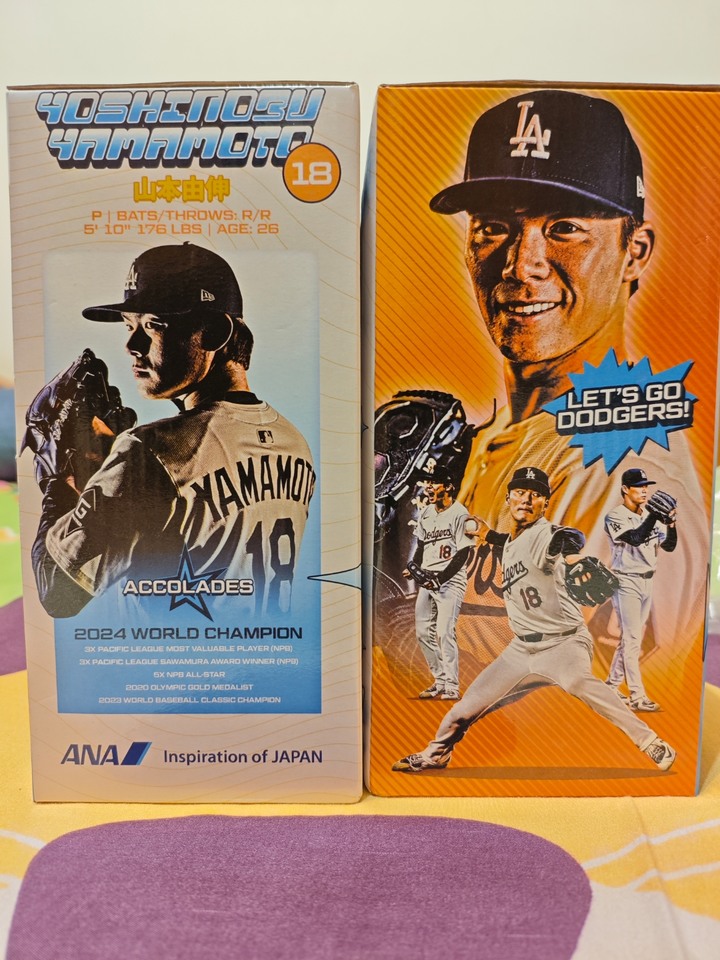 YOSHINOBU
YAMAMOTO
18
山本由伸
P | BATS/THROWS: R/R
5' 10" 176 LBS | AGE: 26
LA
YAMAMOTO
18
ACCOLADES
2024 WORLD CHAMPION
3X PACIFIC LEAGUE MOST VALUABLE PLAYER (NPB)
3X PACIFIC LEAGUE SAWAMURA AWARD WINNER (NPB)
5X NPB ALL-STAR
2020 OLYMPIC GOLD MEDALIST
2023 WORLD BASEBALL CLASSIC CHAMPION
ANA Inspiration of JAPAN
LA
LET'S GO
DODGERS!
Dodgers
18
18